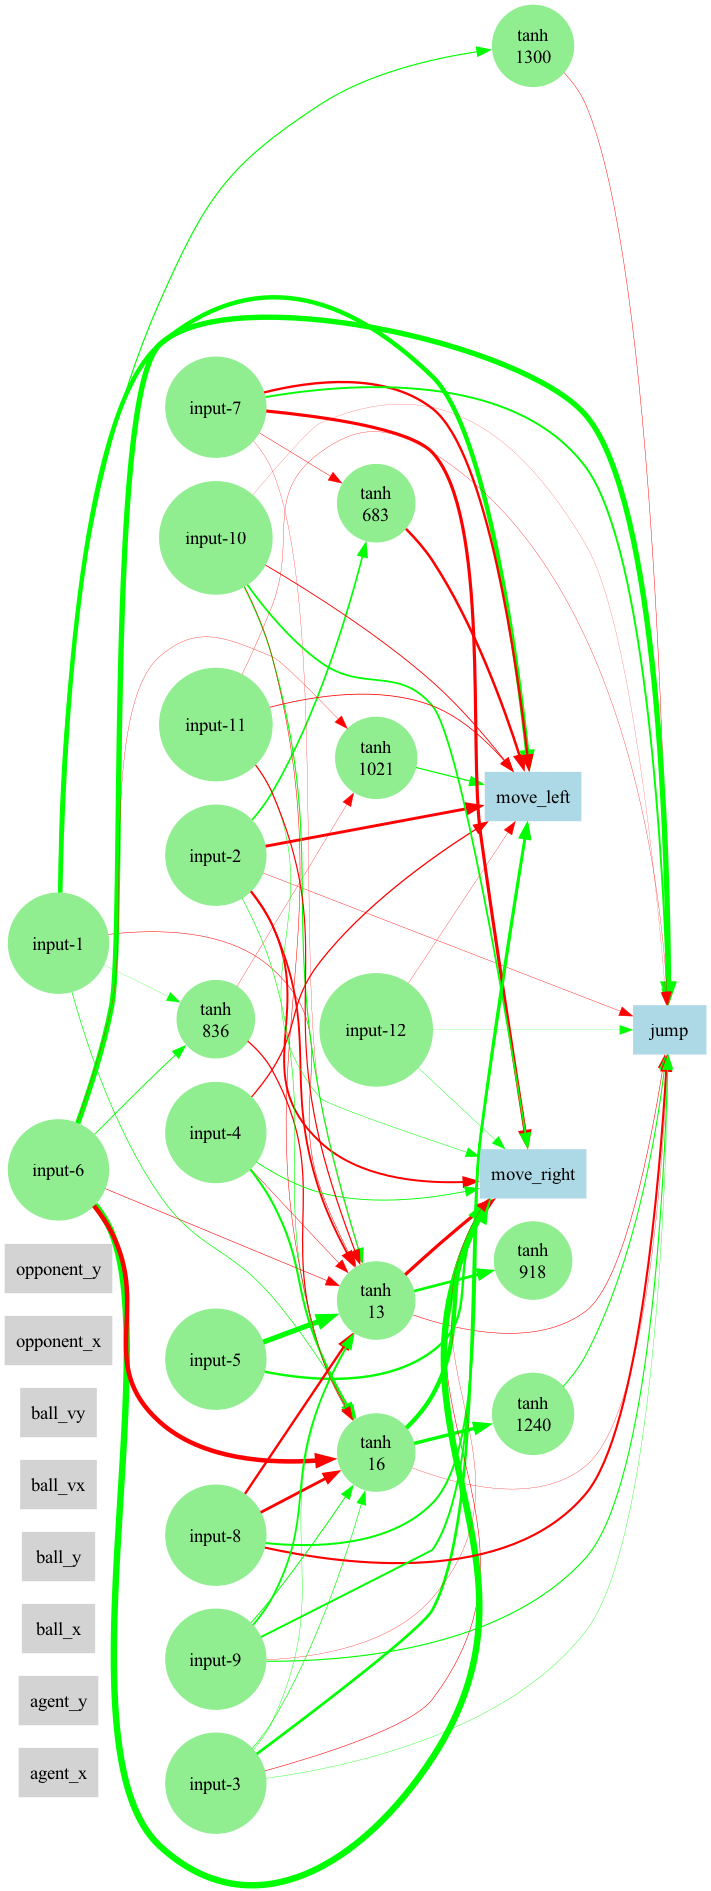 tanh
1300
input-7
tanh
683
input-10
input-11
tanh
1021
move_left
input-2
input-1
tanh
836
input-12
jump
input-4
input-6
move_right
opponent_y
tanh
918
tanh
13
opponent_x
input-5
ball_vy
tanh
1240
tanh
16
ball_vx
input-8
ball_y
ball_x
input-9
agent_y
agent_x
input-3